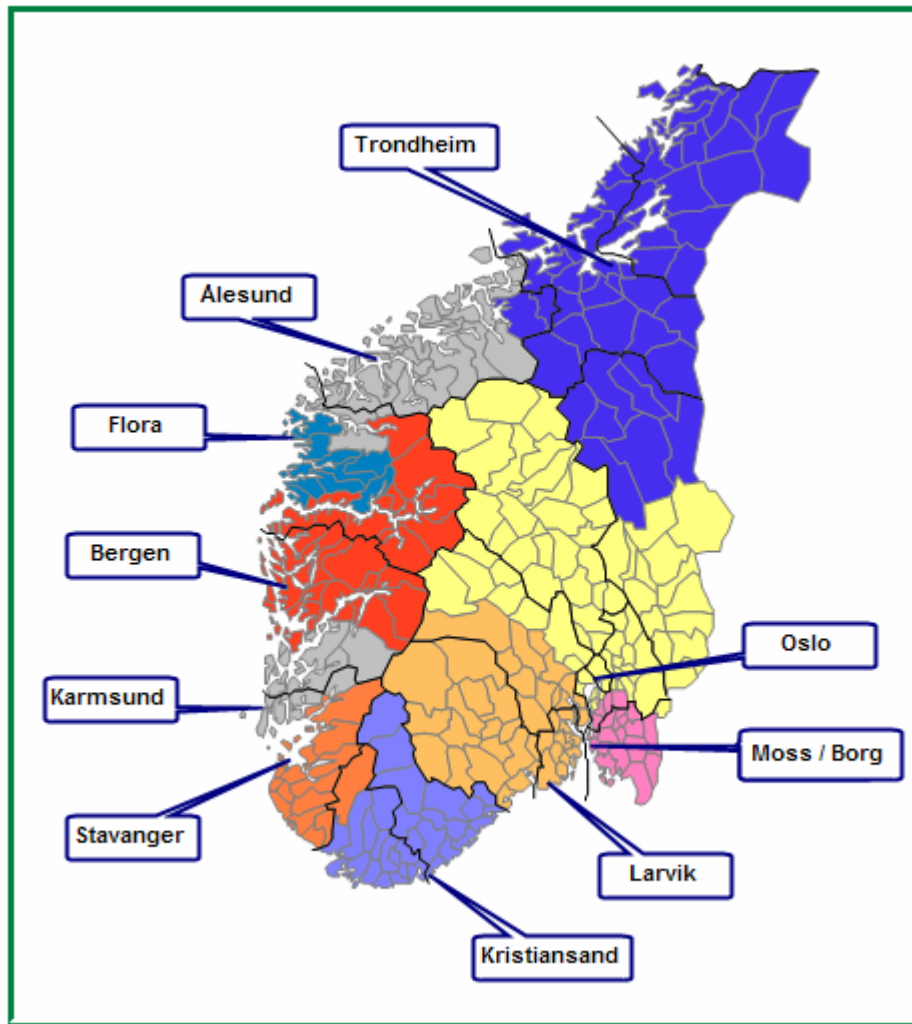 Trondheim
Ålesund
Flora
Bergen
Oslo
Karmsund
Moss / Borg
Stavanger
Larvik
Kristiansand